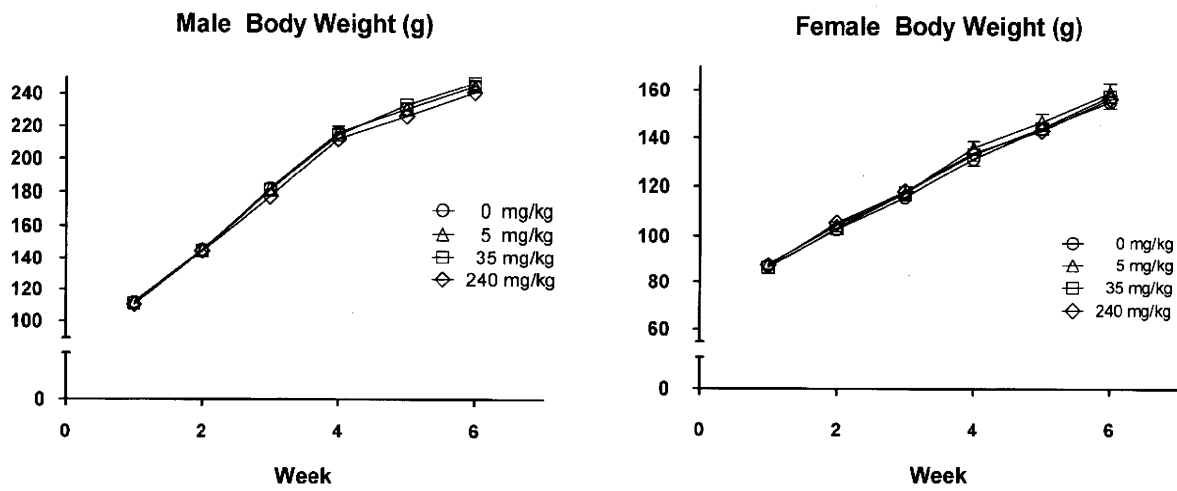 Male Body Weight (g)
240
220
200
180
160
140
120
100
0
0 mg/kg
5 mg/kg
35 mg/kg
240 mg/kg
0 2 4 6
Week
Female Body Weight (g)
160
140
120
100
80
60
0
0 mg/kg
5 mg/kg
35 mg/kg
240 mg/kg
0 2 4 6
Week